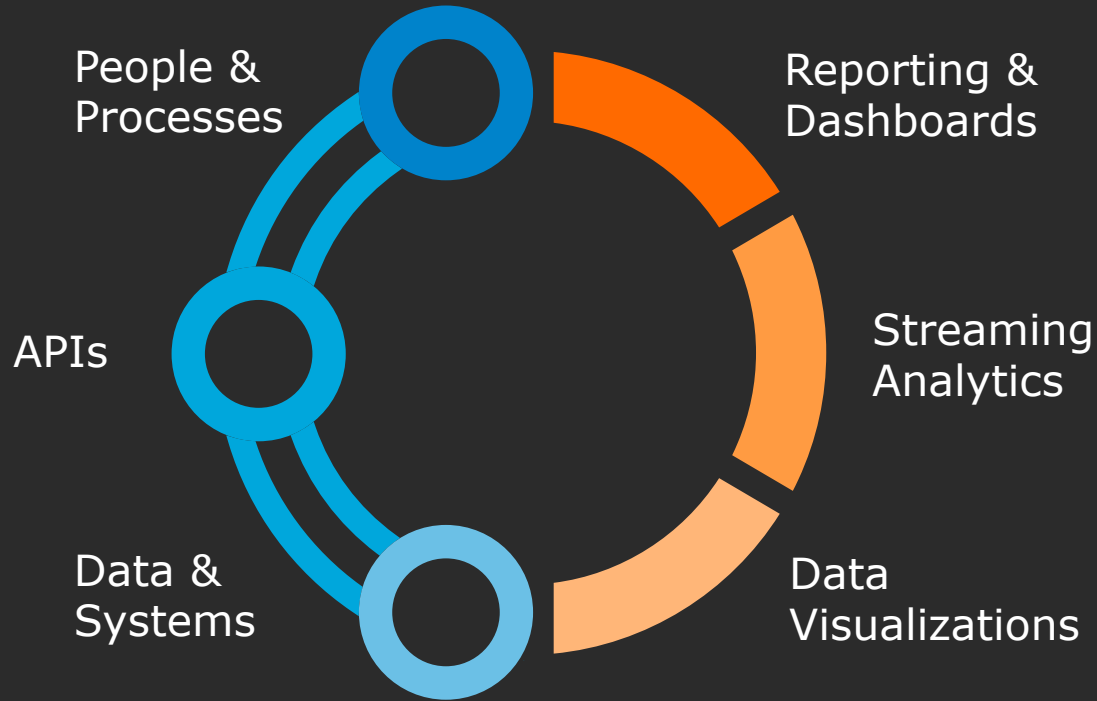 People &
Processes
Reporting &
Dashboards
APIs
Streaming
Analytics
Data &
Systems
Data
Visualizations